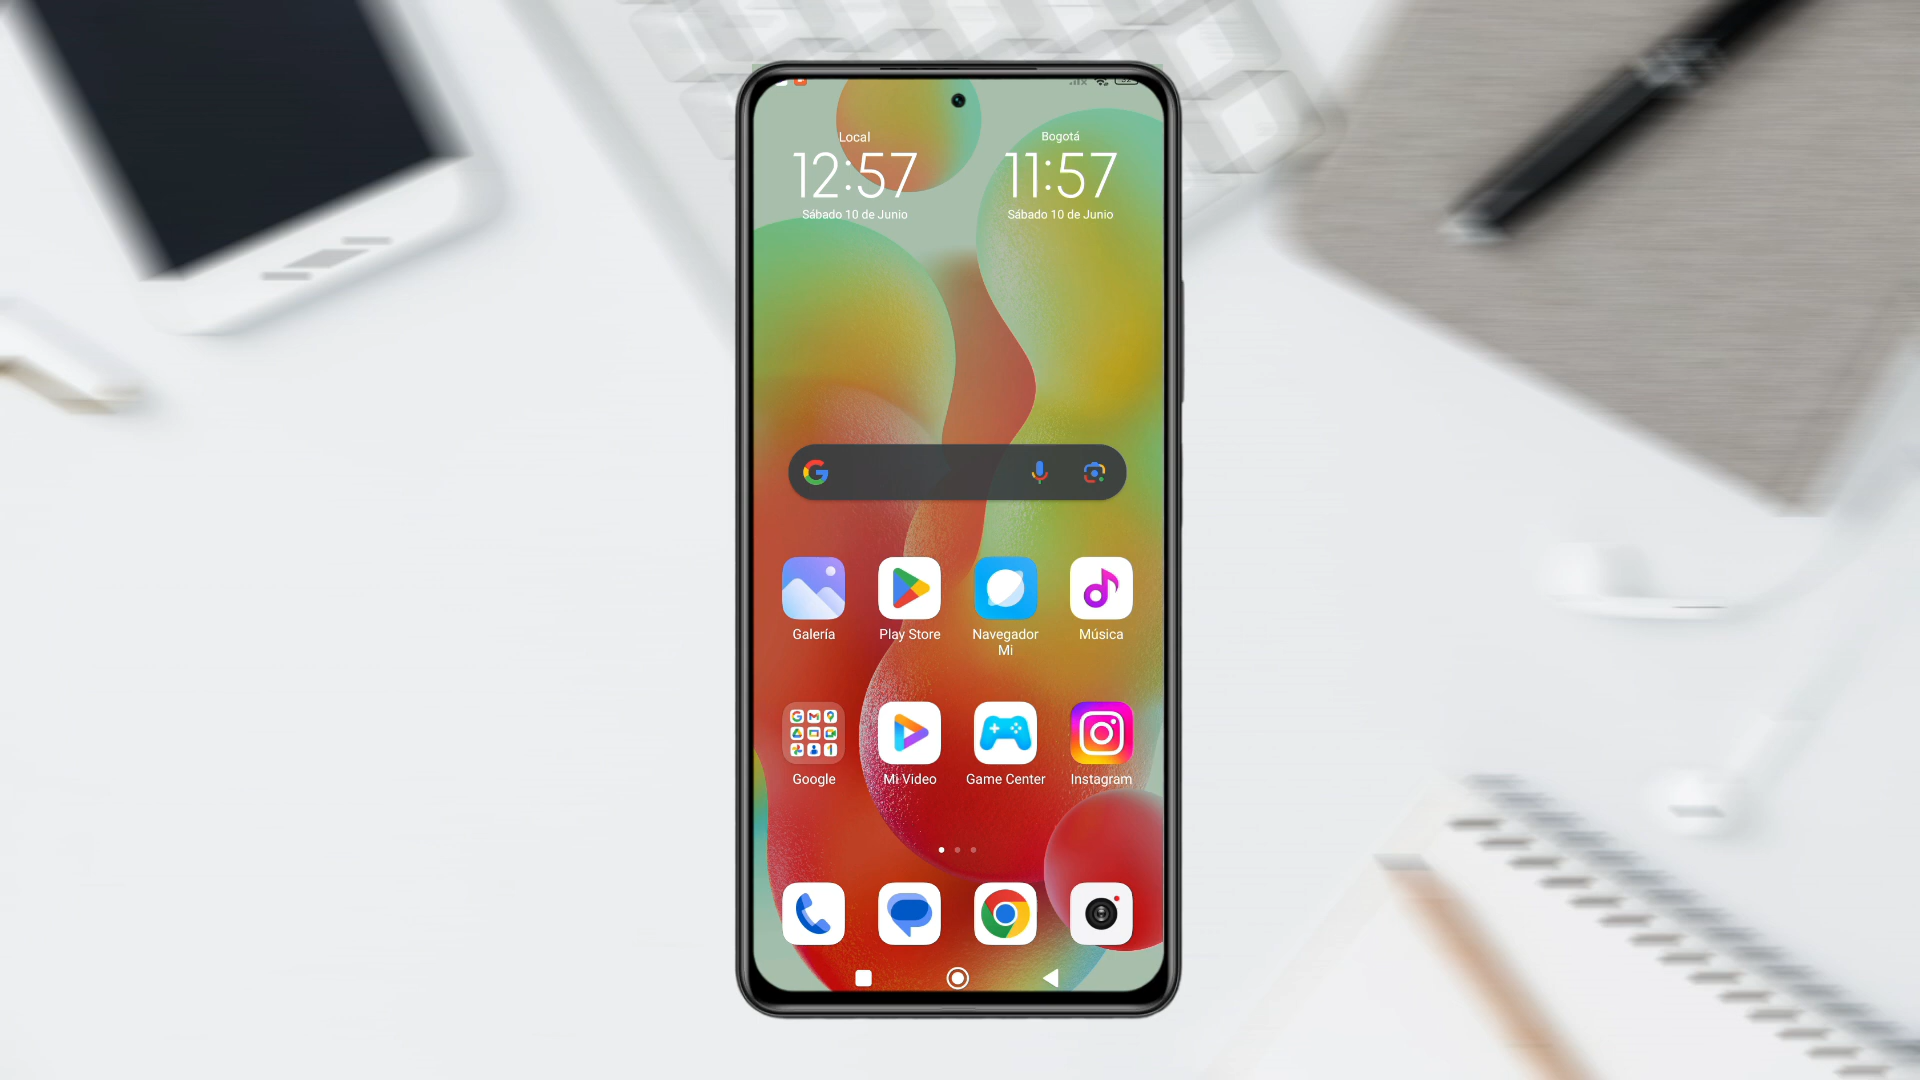 Local
Bogotá
12:57
11:57
Sábado 10 de Junio
Sábado 10 de Junio
Galería
Play Store
Navegador
Mi
Música
Google
Mi Video
Game Center
Instagram